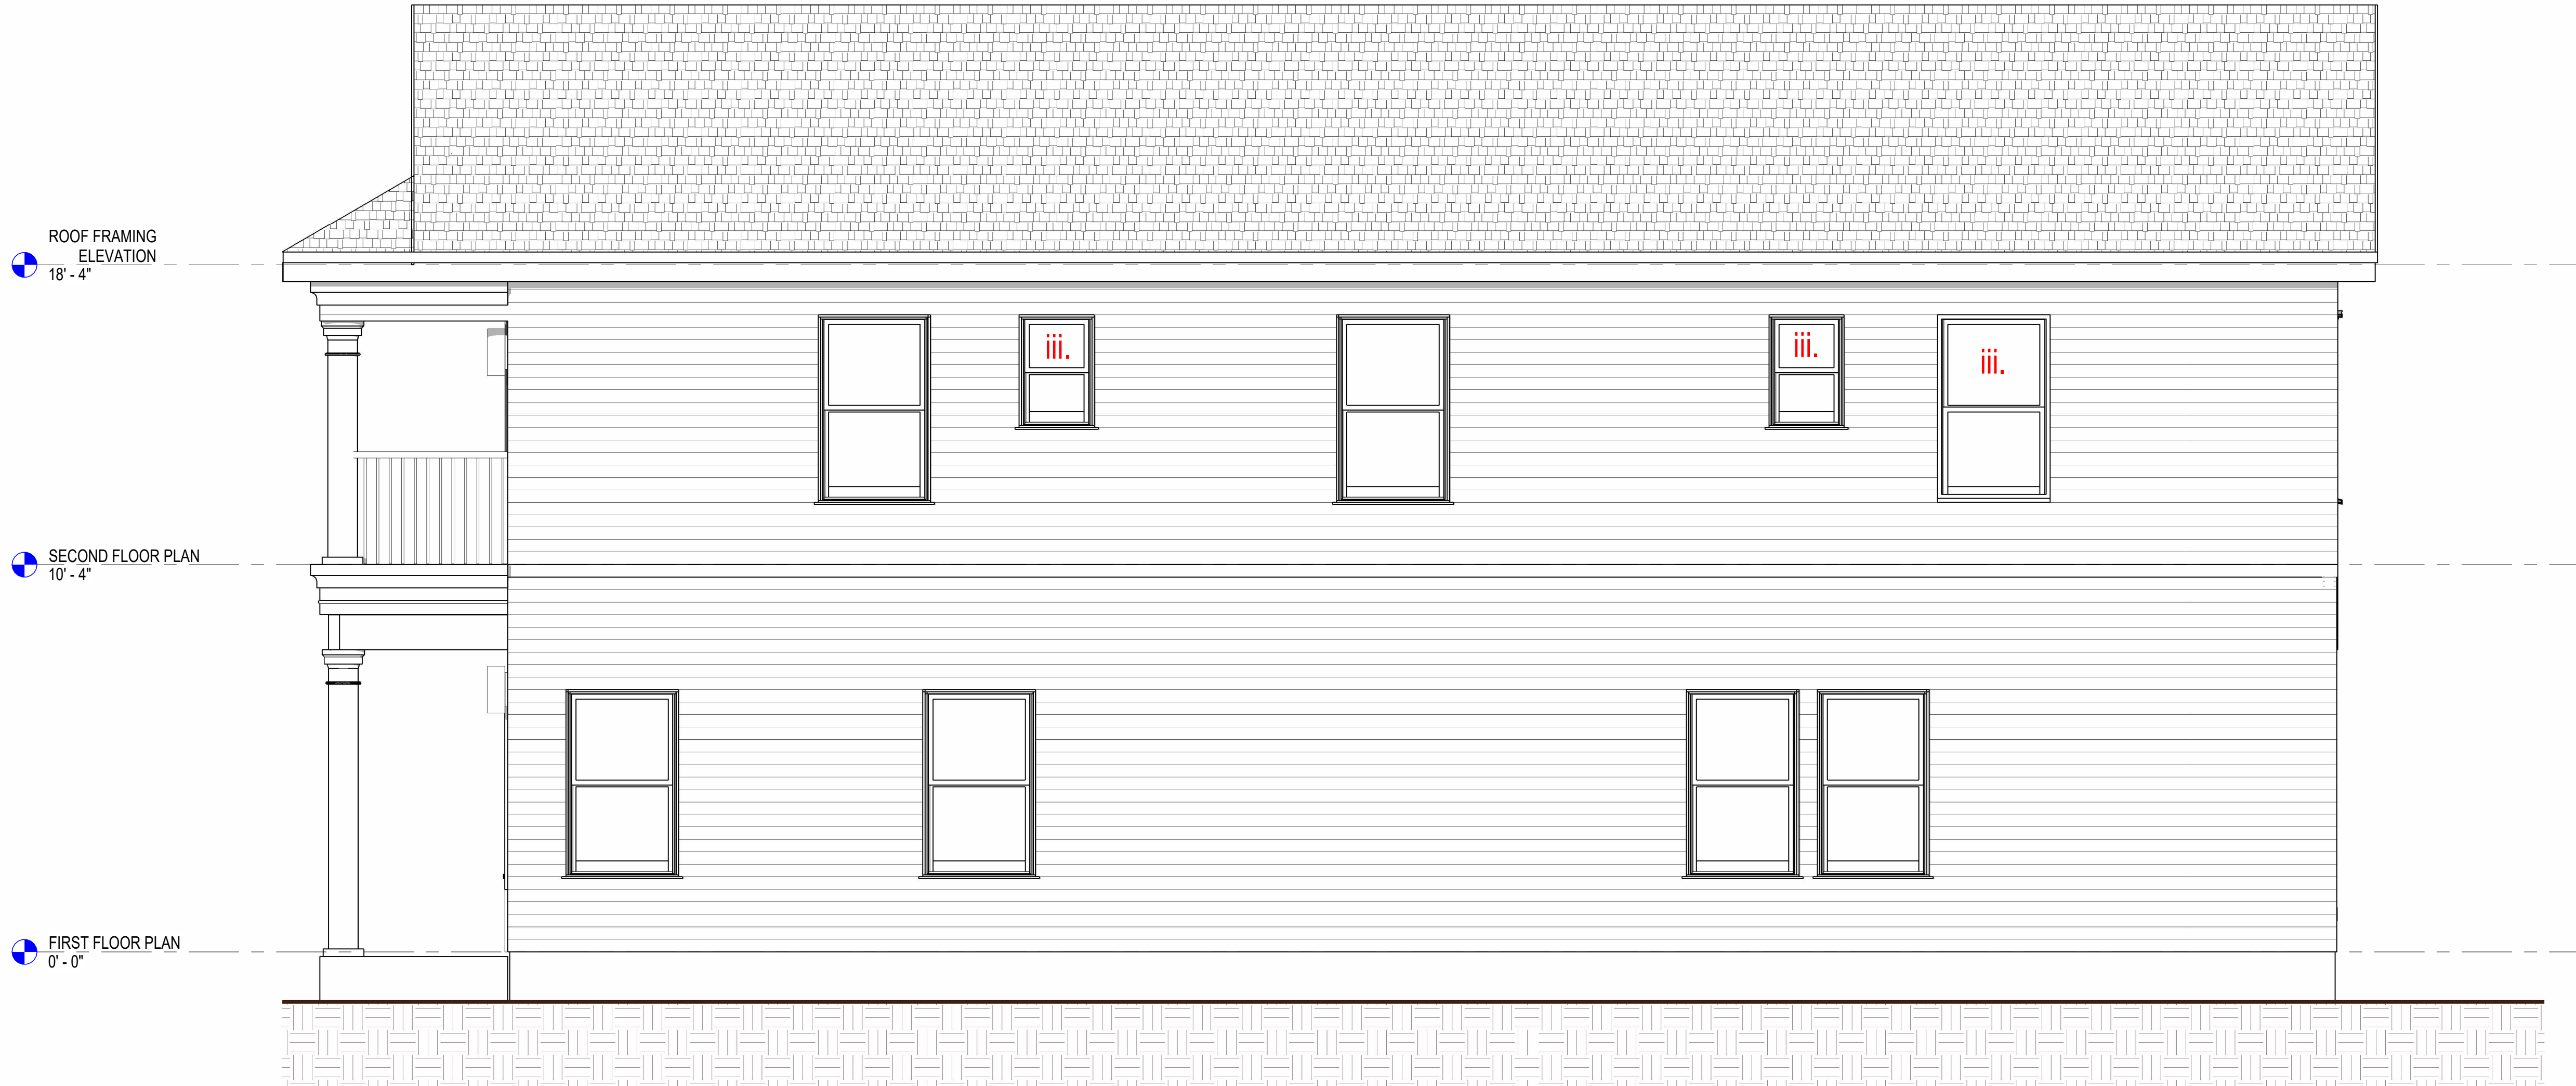 ROOF FRAMING
ELEVATION
18' - 4"
iii.
iii.
iii.
SECOND FLOOR PLAN
10' - 4"
FIRST FLOOR PLAN
0' - 0"